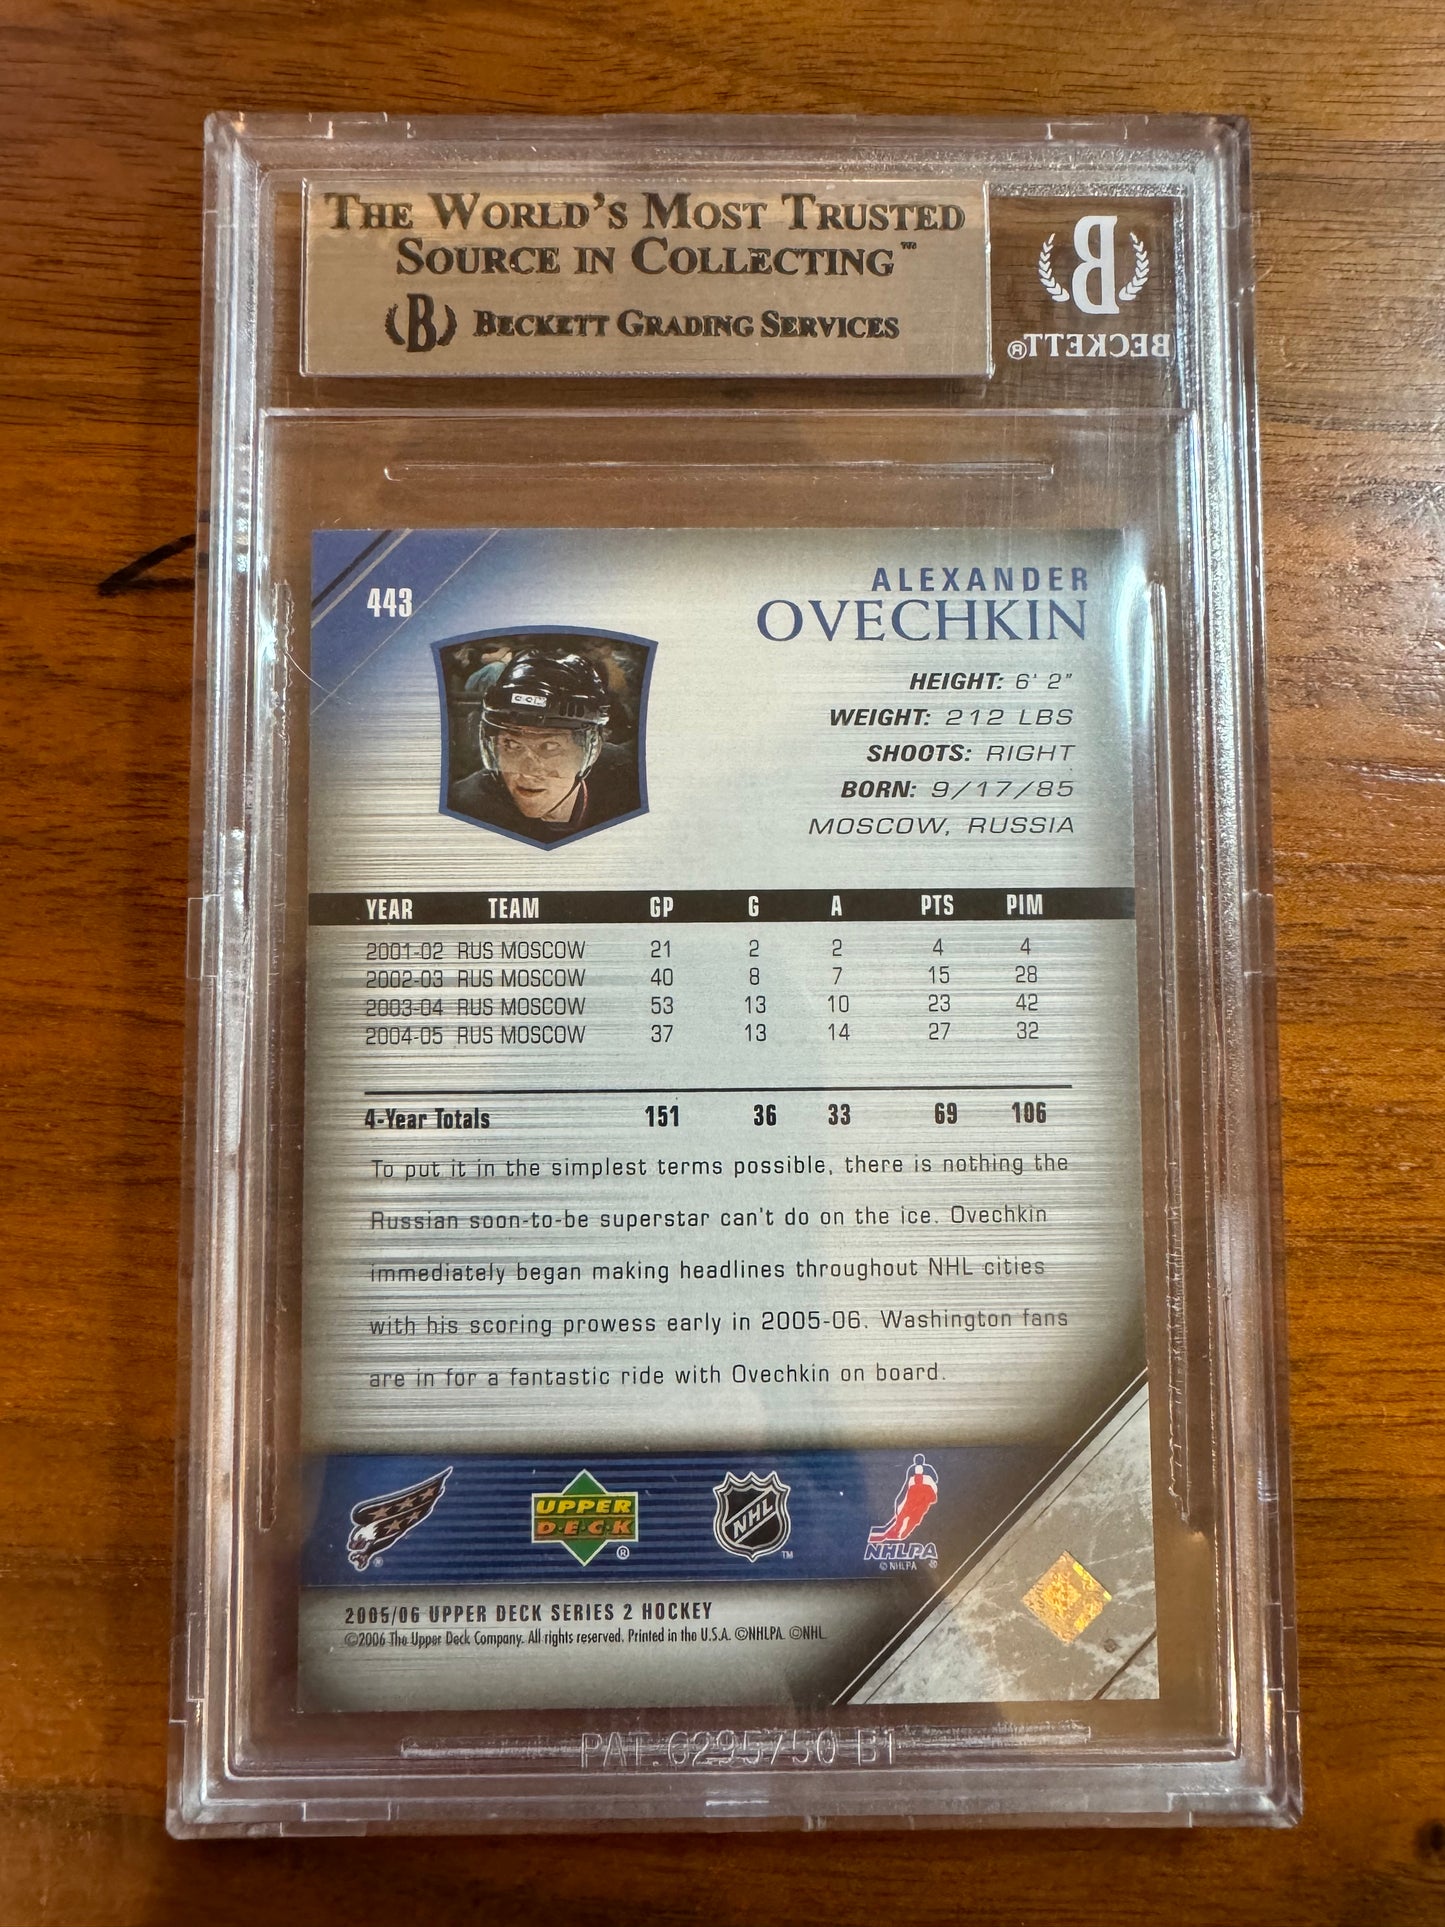 THE WORLD'S MOST TRUSTED
SOURCE IN COLLECTING™
B BECKETT GRADING SERVICES
B
BECKETT®
443
ALEXANDER
OVECHKIN
CCM
HEIGHT: 6' 2"
WEIGHT: 212 LBS
SHOOTS: RIGHT
BORN: 9/17/85
MOSCOW, RUSSIA
YEAR TEAM GP G A PTS PIM
2001-02 RUS MOSCOW 21 2 2 4 4
2002-03 RUS MOSCOW 40 8 7 15 28
2003-04 RUS MOSCOW 53 13 10 23 42
2004-05 RUS MOSCOW 37 13 14 27 32
4-Year Totals 151 36 33 69 106
To put it in the simplest terms possible, there is nothing the
Russian soon-to-be superstar can't do on the ice. Ovechkin
immediately began making headlines throughout NHL cities
with his scoring prowess early in 2005-06. Washington fans
are in for a fantastic ride with Ovechkin on board.
®
UPPER
DECK
®
NHL
™
NHLPA
© NHLPA ®
2005/06 UPPER DECK SERIES 2 HOCKEY
©2006 The Upper Deck Company. All rights reserved. Printed in the U.S.A. ©NHLPA. ©NHL
PAT. 6295750 B1